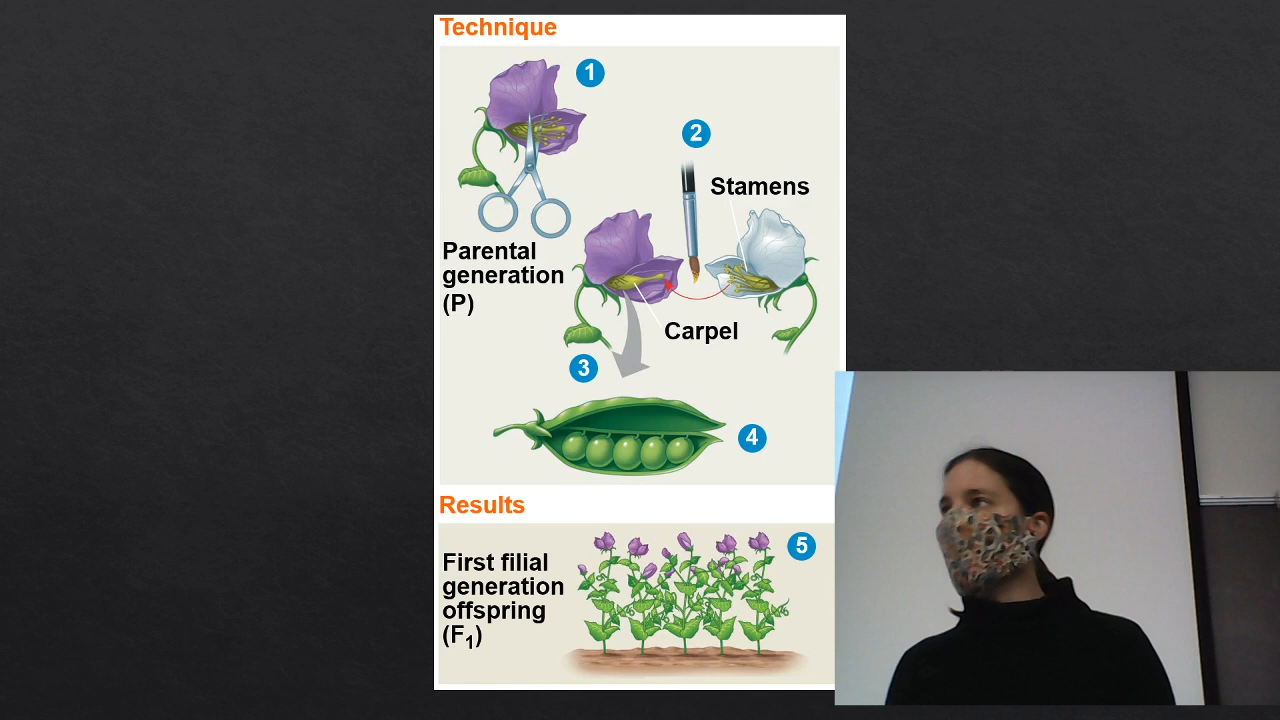 Technique
1
2
Stamens
Parental
generation
(P)
Carpel
3
4
Results
5
First filial
generation
offspring
(F1)